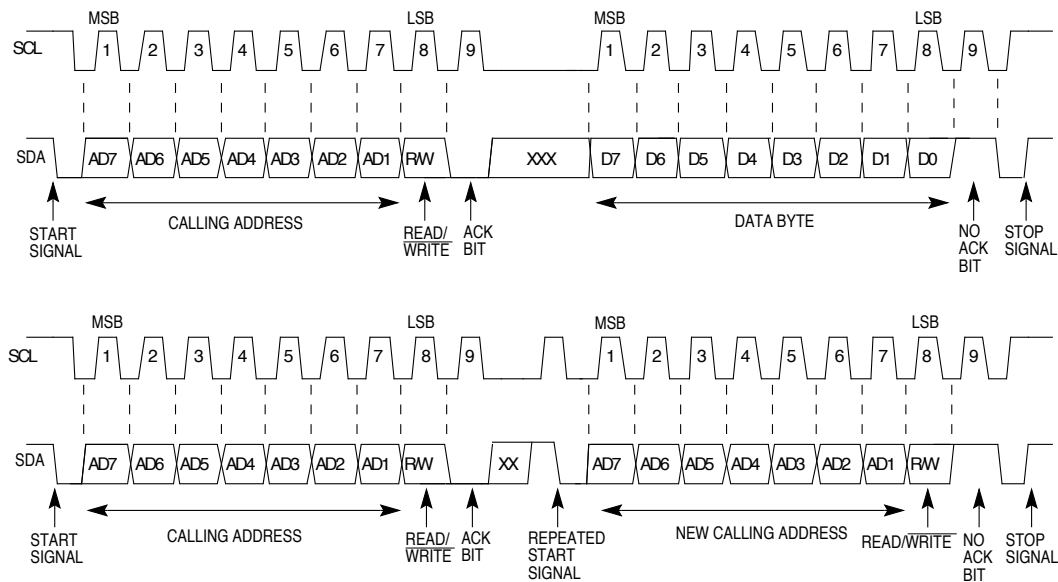 MSB LSB MSB LSB
SCL 1 2 3 4 5 6 7 8 9 1 2 3 4 5 6 7 8 9
SDA AD7 AD6 AD5 AD4 AD3 AD2 AD1 R/W XXX D7 D6 D5 D4 D3 D2 D1 D0
START
SIGNAL
CALLING ADDRESS
READ/
WRITE
ACK
BIT
DATA BYTE
NO
ACK
BIT
STOP
SIGNAL
MSB LSB MSB LSB
SCL 1 2 3 4 5 6 7 8 9 1 2 3 4 5 6 7 8 9
SDA AD7 AD6 AD5 AD4 AD3 AD2 AD1 R/W XX AD7 AD6 AD5 AD4 AD3 AD2 AD1 R/W
START
SIGNAL
CALLING ADDRESS
READ/
WRITE
ACK
BIT
REPEATED
START
SIGNAL
NEW CALLING ADDRESS
READ/WRITE
NO
ACK
BIT
STOP
SIGNAL